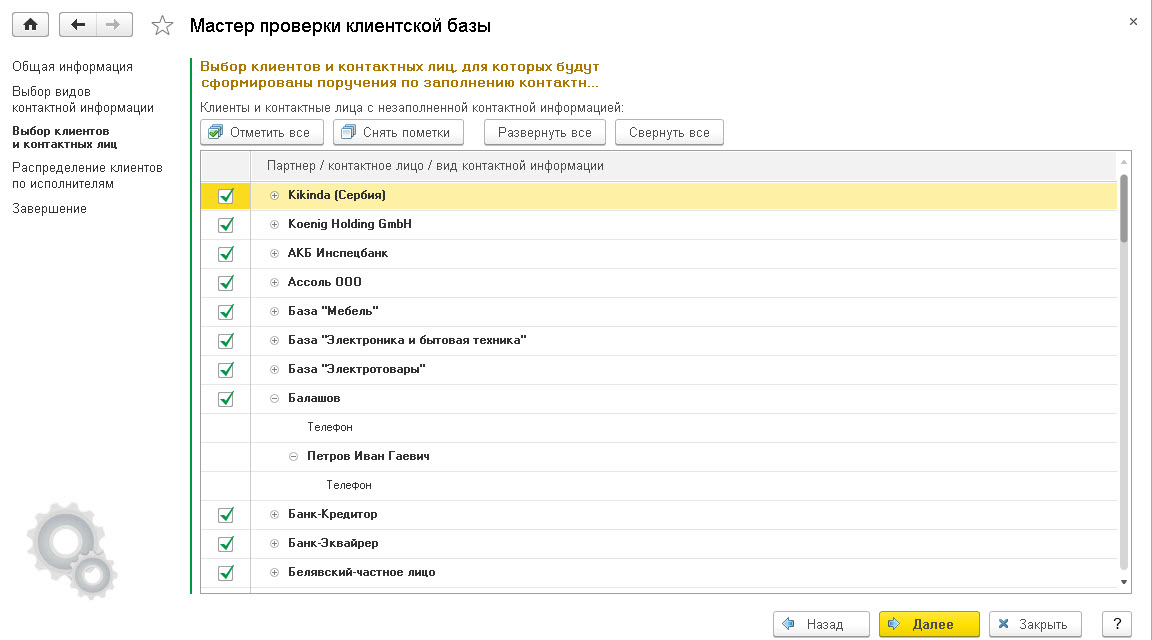 Мастер проверки клиентской базы
Общая информация
Выбор видов
контактной информации
Выбор клиентов
и контактных лиц
Распределение клиентов
по исполнителям
Завершение
Выбор клиентов и контактных лиц, для которых будут
сформированы поручения по заполнению контактн...
Клиенты и контактные лица с незаполненной контактной информацией:
Отметить все Снять пометки Развернуть все Свернуть все
Партнер / контактное лицо / вид контактной информации
Kikinda (Сербия)
Koenig Holding GmbH
АКБ Инспецбанк
Ассоль ООО
База "Мебель"
База "Электроника и бытовая техника"
База "Электротовары"
Балашов
Телефон
Петров Иван Гаевич
Телефон
Банк-Кредитор
Банк-Эквайрер
Белявский-частное лицо
Назад Далее Закрыть ?